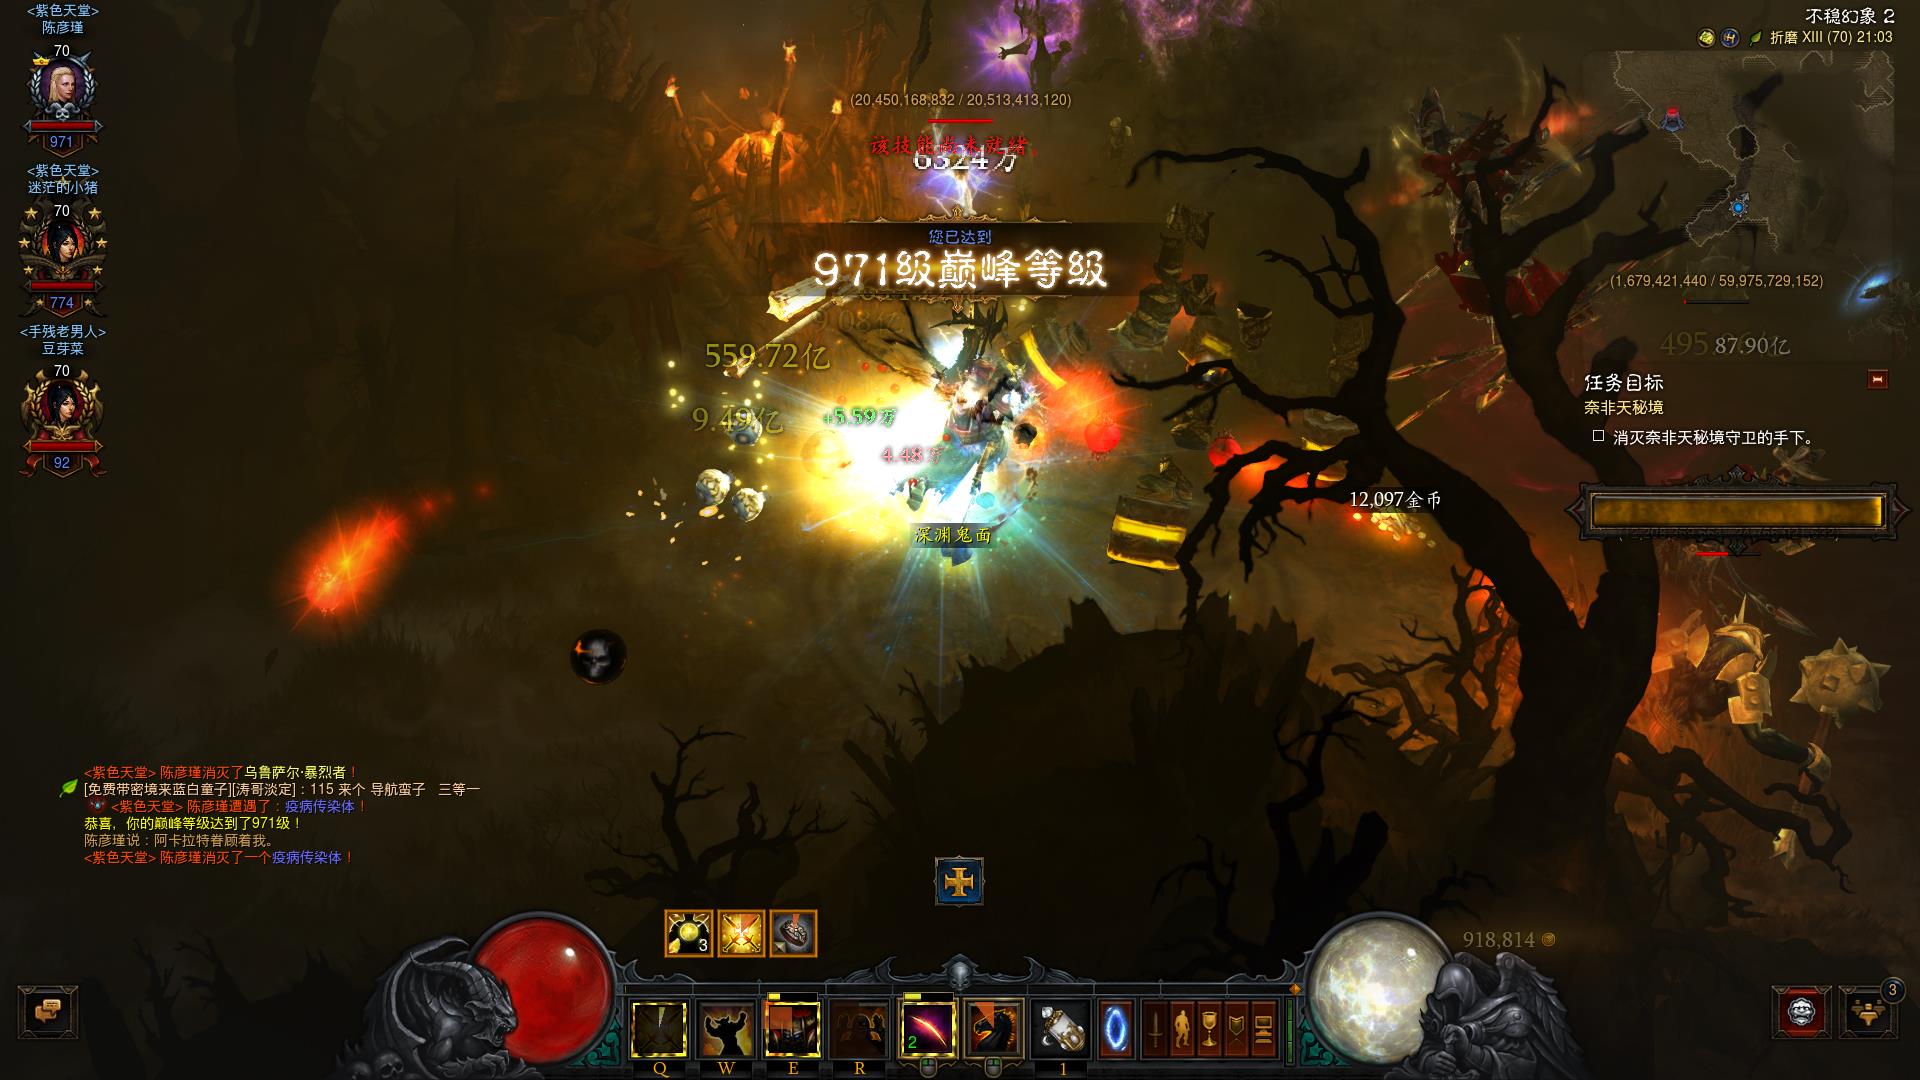 <紫色天堂>
陈彦瑾
70
971
<紫色天堂>
迷茫的小猪
70
774
<手残老男人>
豆芽菜
70
92
不稳幻象 2
折磨 XIII (70) 21:03
(20,450,168,832 / 20,513,413,120)
该技能尚未就绪。
6324万
您已达到
971级巅峰等级
9.08亿
559.72亿
9.49亿
+5.59万
4.48万
深渊鬼面
12,097金币
(1,679,421,440 / 59,975,729,152)
87.90亿
任务目标
奈非天秘境
消灭奈非天秘境守卫的手下。
<紫色天堂> 陈彦瑾消灭了乌鲁萨尔·暴烈者！
[免费带密境来蓝白童子][涛哥淡定]：115 来个 导航蛮子 三等一
<紫色天堂> 陈彦瑾遭遇了：疫病传染体！
恭喜，你的巅峰等级达到了971级！
陈彦瑾说：阿卡拉特眷顾着我。
<紫色天堂> 陈彦瑾消灭了一个疫病传染体！
3
918,814
2
3
Q W E R 1